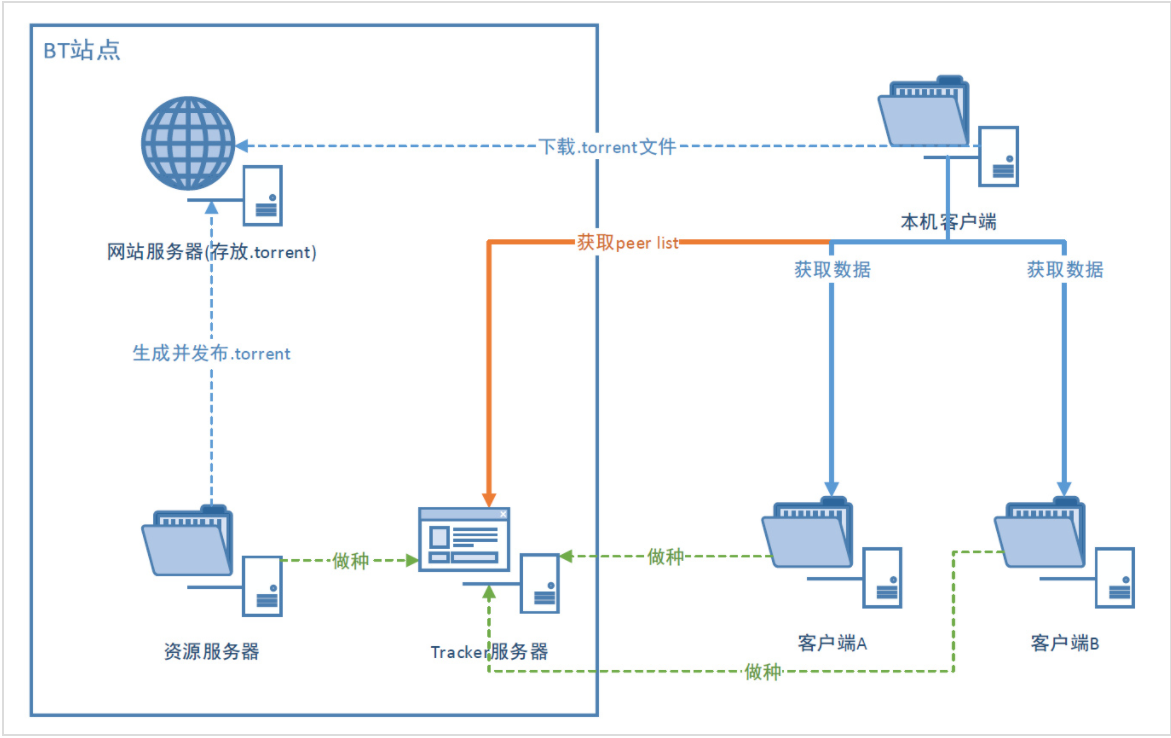 BT站点
下载.torrent文件
本机客户端
网站服务器(存放.torrent)
获取peer list
获取数据
获取数据
生成并发布.torrent
做种
做种
资源服务器
Tracker服务器
客户端A
客户端B
做种